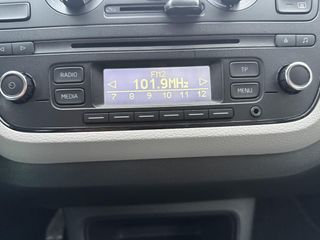 RADIO
MEDIA
FM2
101.9MHz
7 8 9 10 11 12
TP
MENU